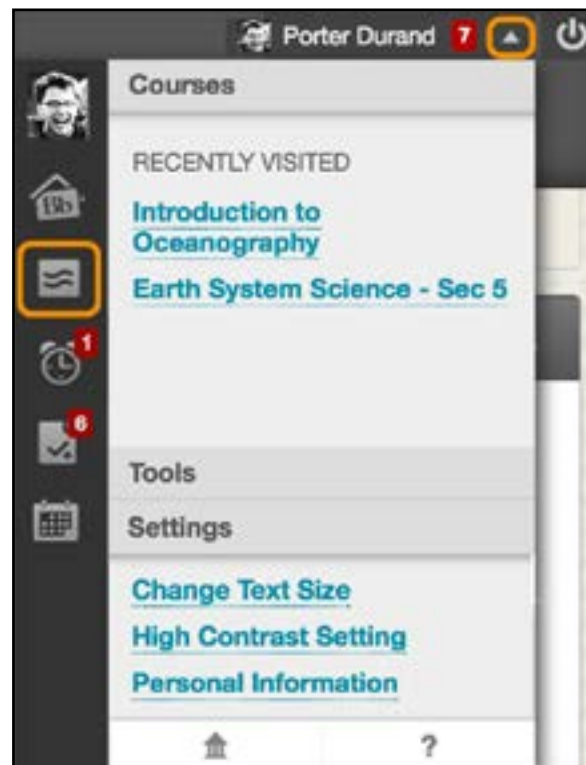 Porter Durand 7
Courses
RECENTLY VISITED
Introduction to
Oceanography
Earth System Science - Sec 5
Bb
1
6
Tools
Settings
Change Text Size
High Contrast Setting
Personal Information
?